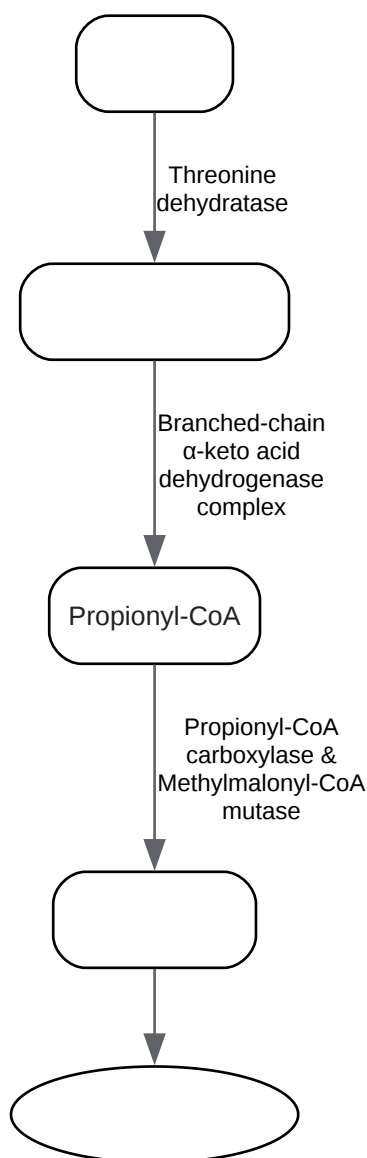 Threonine
dehydratase
Branched-chain
α-keto acid
dehydrogenase
complex
Propionyl-CoA
Propionyl-CoA
carboxylase &
Methylmalonyl-CoA
mutase